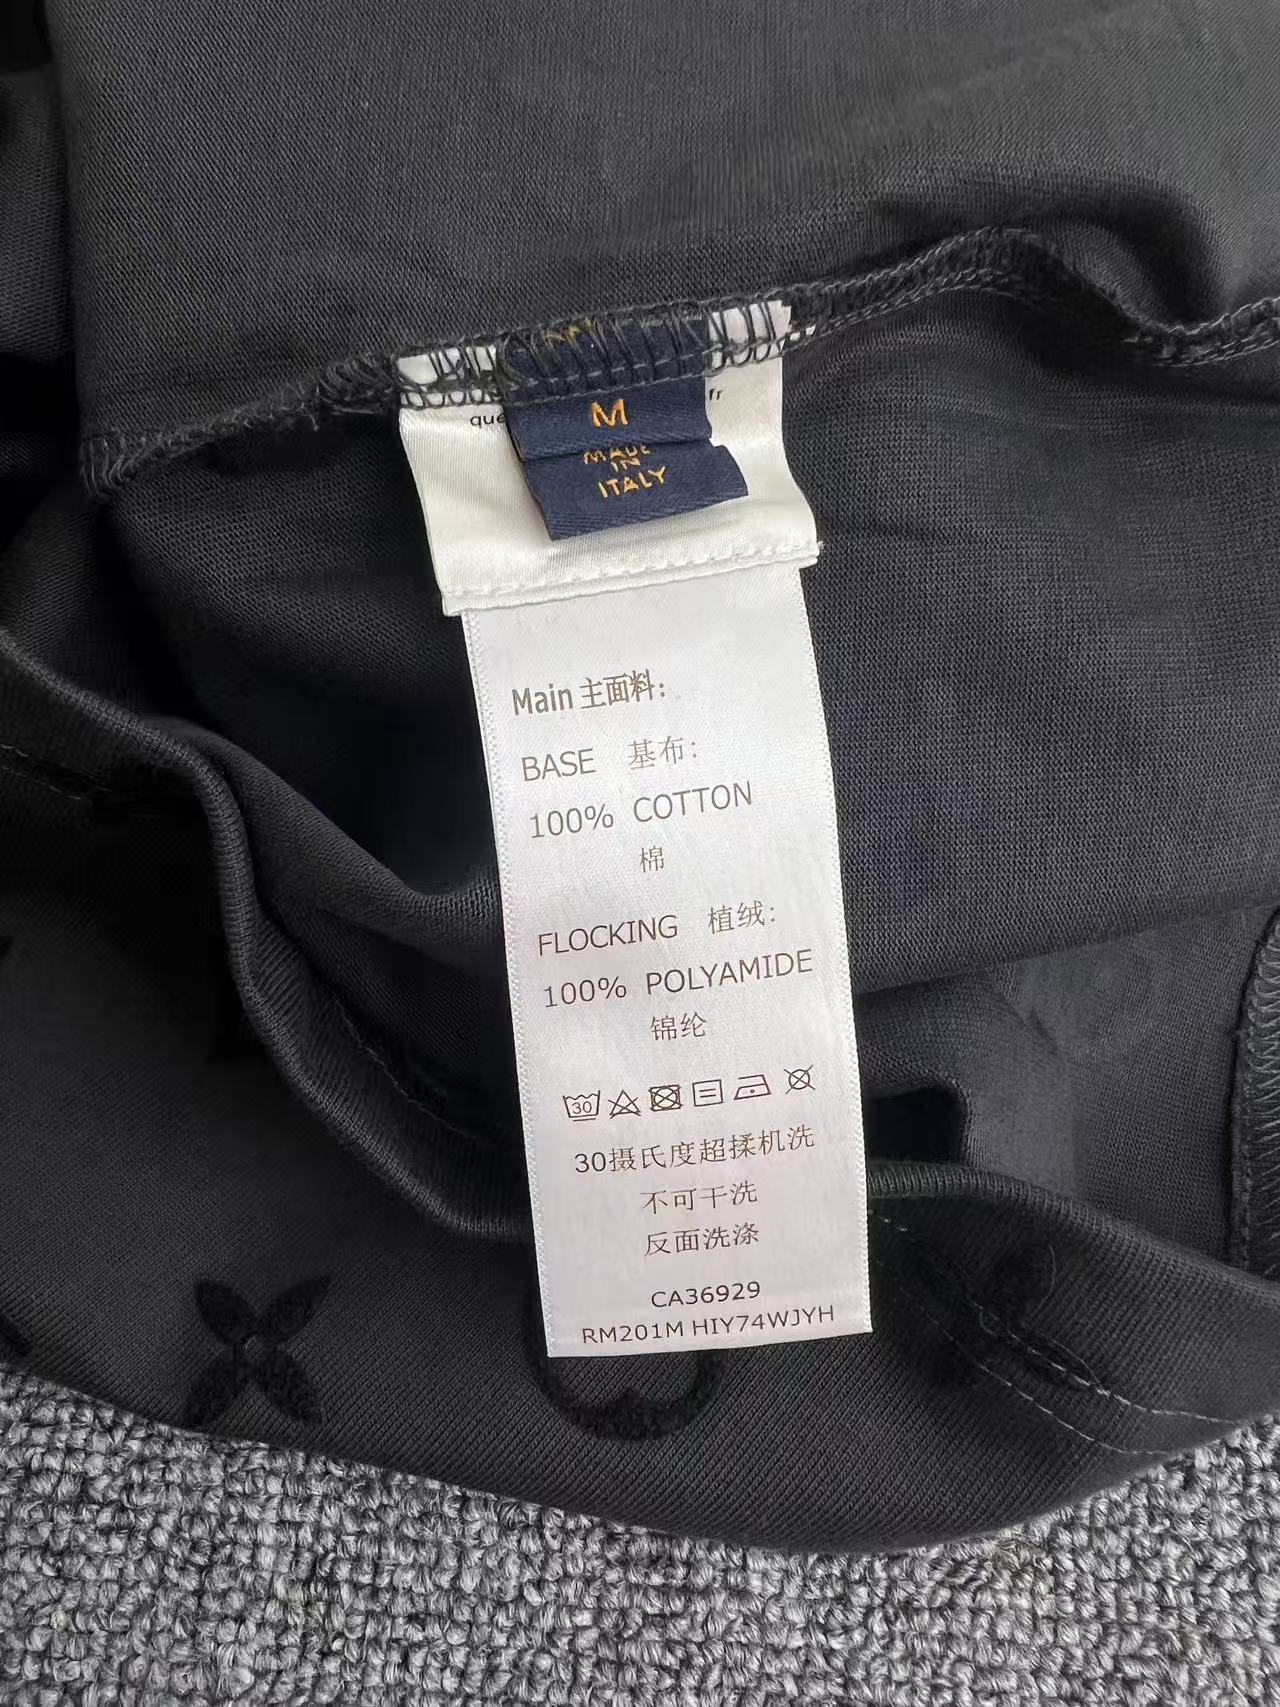 que
fr
M
MADE
IN
ITALY
Main 主面料:
BASE 基布:
100% COTTON
棉
FLOCKING 植绒:
100% POLYAMIDE
锦纶
30
30摄氏度超揉机洗
不可干洗
反面洗涤
CA36929
RM201M HIY74WJYH